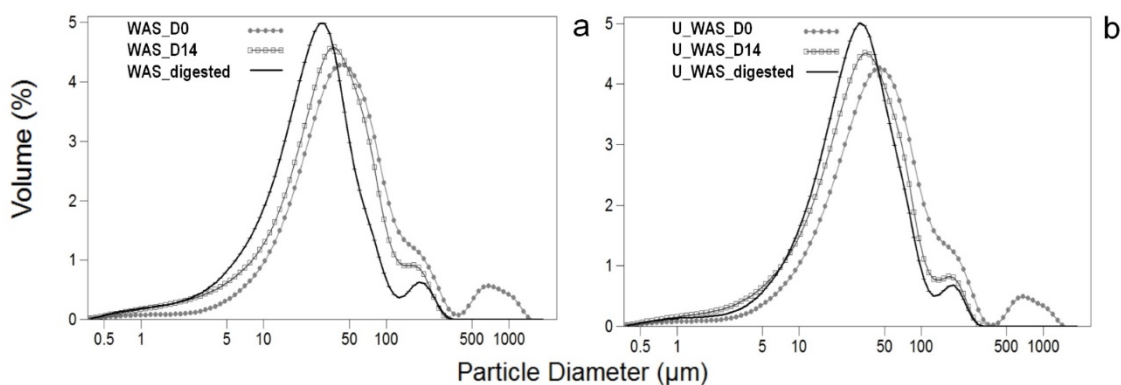 a
WAS_D0
WAS_D14
WAS_digested
5
4
3
2
1
0
0.5 1 5 10 50 100 500 1000
b
U_WAS_D0
U_WAS_D14
U_WAS_digested
5
4
3
2
1
0
0.5 1 5 10 50 100 500 1000
Volume (%)
Particle Diameter (µm)